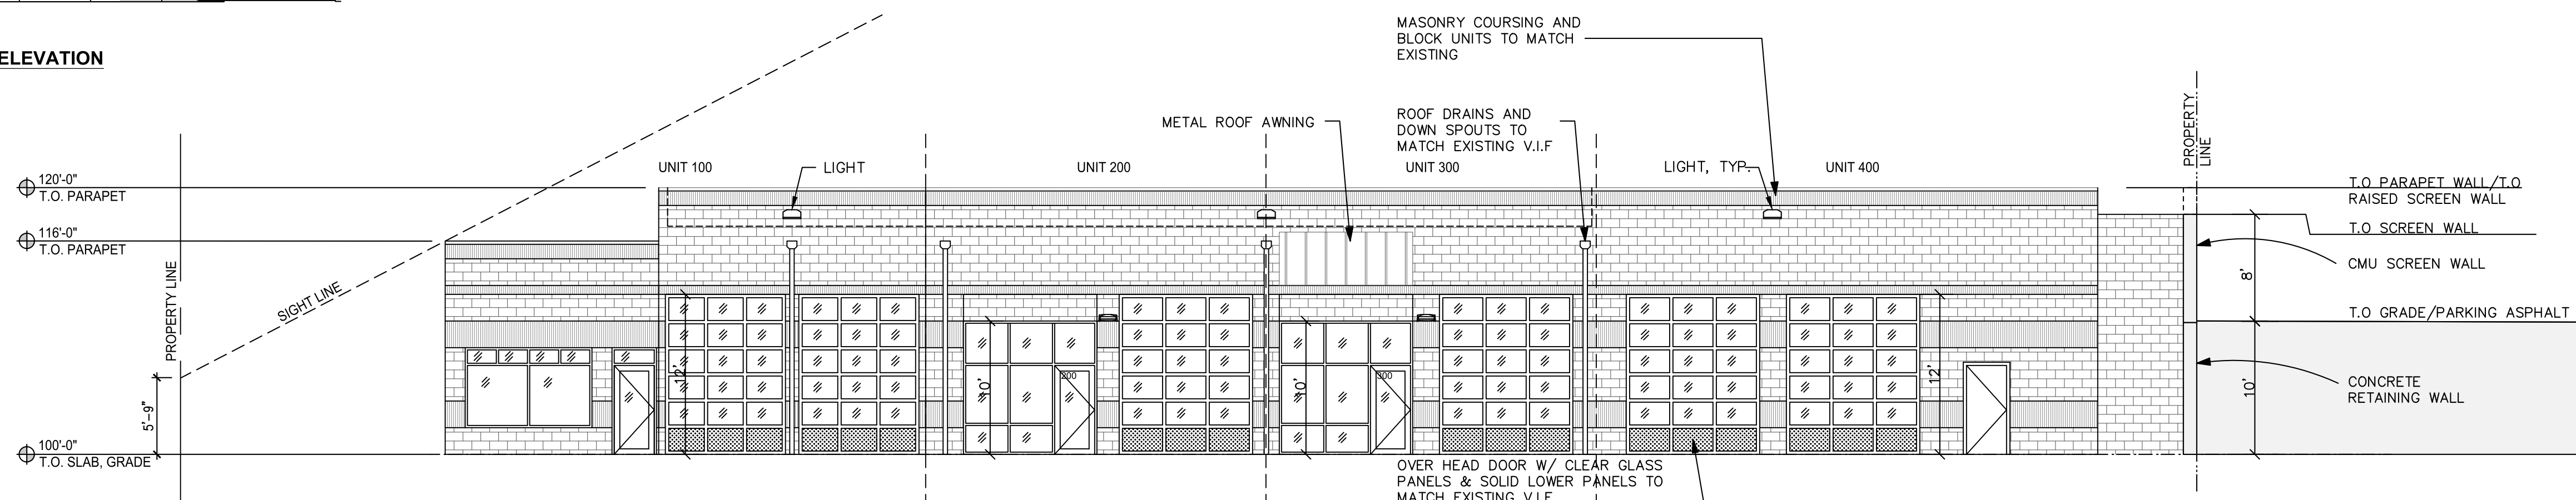 ELEVATION
MASONRY COURSING AND
BLOCK UNITS TO MATCH
EXISTING
METAL ROOF AWNING
ROOF DRAINS AND
DOWN SPOUTS TO
MATCH EXISTING V.I.F
UNIT 100
LIGHT
UNIT 200
UNIT 300
LIGHT, TYP.
UNIT 400
PROPERTY
LINE
120'-0"
T.O. PARAPET
116'-0"
T.O. PARAPET
PROPERTY LINE
SIGHT LINE
5'-9"
100'-0"
T.O. SLAB, GRADE
12'
10'
200
10'
300
12'
T.O PARAPET WALL/T.O
RAISED SCREEN WALL
T.O SCREEN WALL
CMU SCREEN WALL
8'
T.O GRADE/PARKING ASPHALT
CONCRETE
RETAINING WALL
10'
OVER HEAD DOOR W/ CLEAR GLASS
PANELS & SOLID LOWER PANELS TO
MATCH EXISTING V.I.F